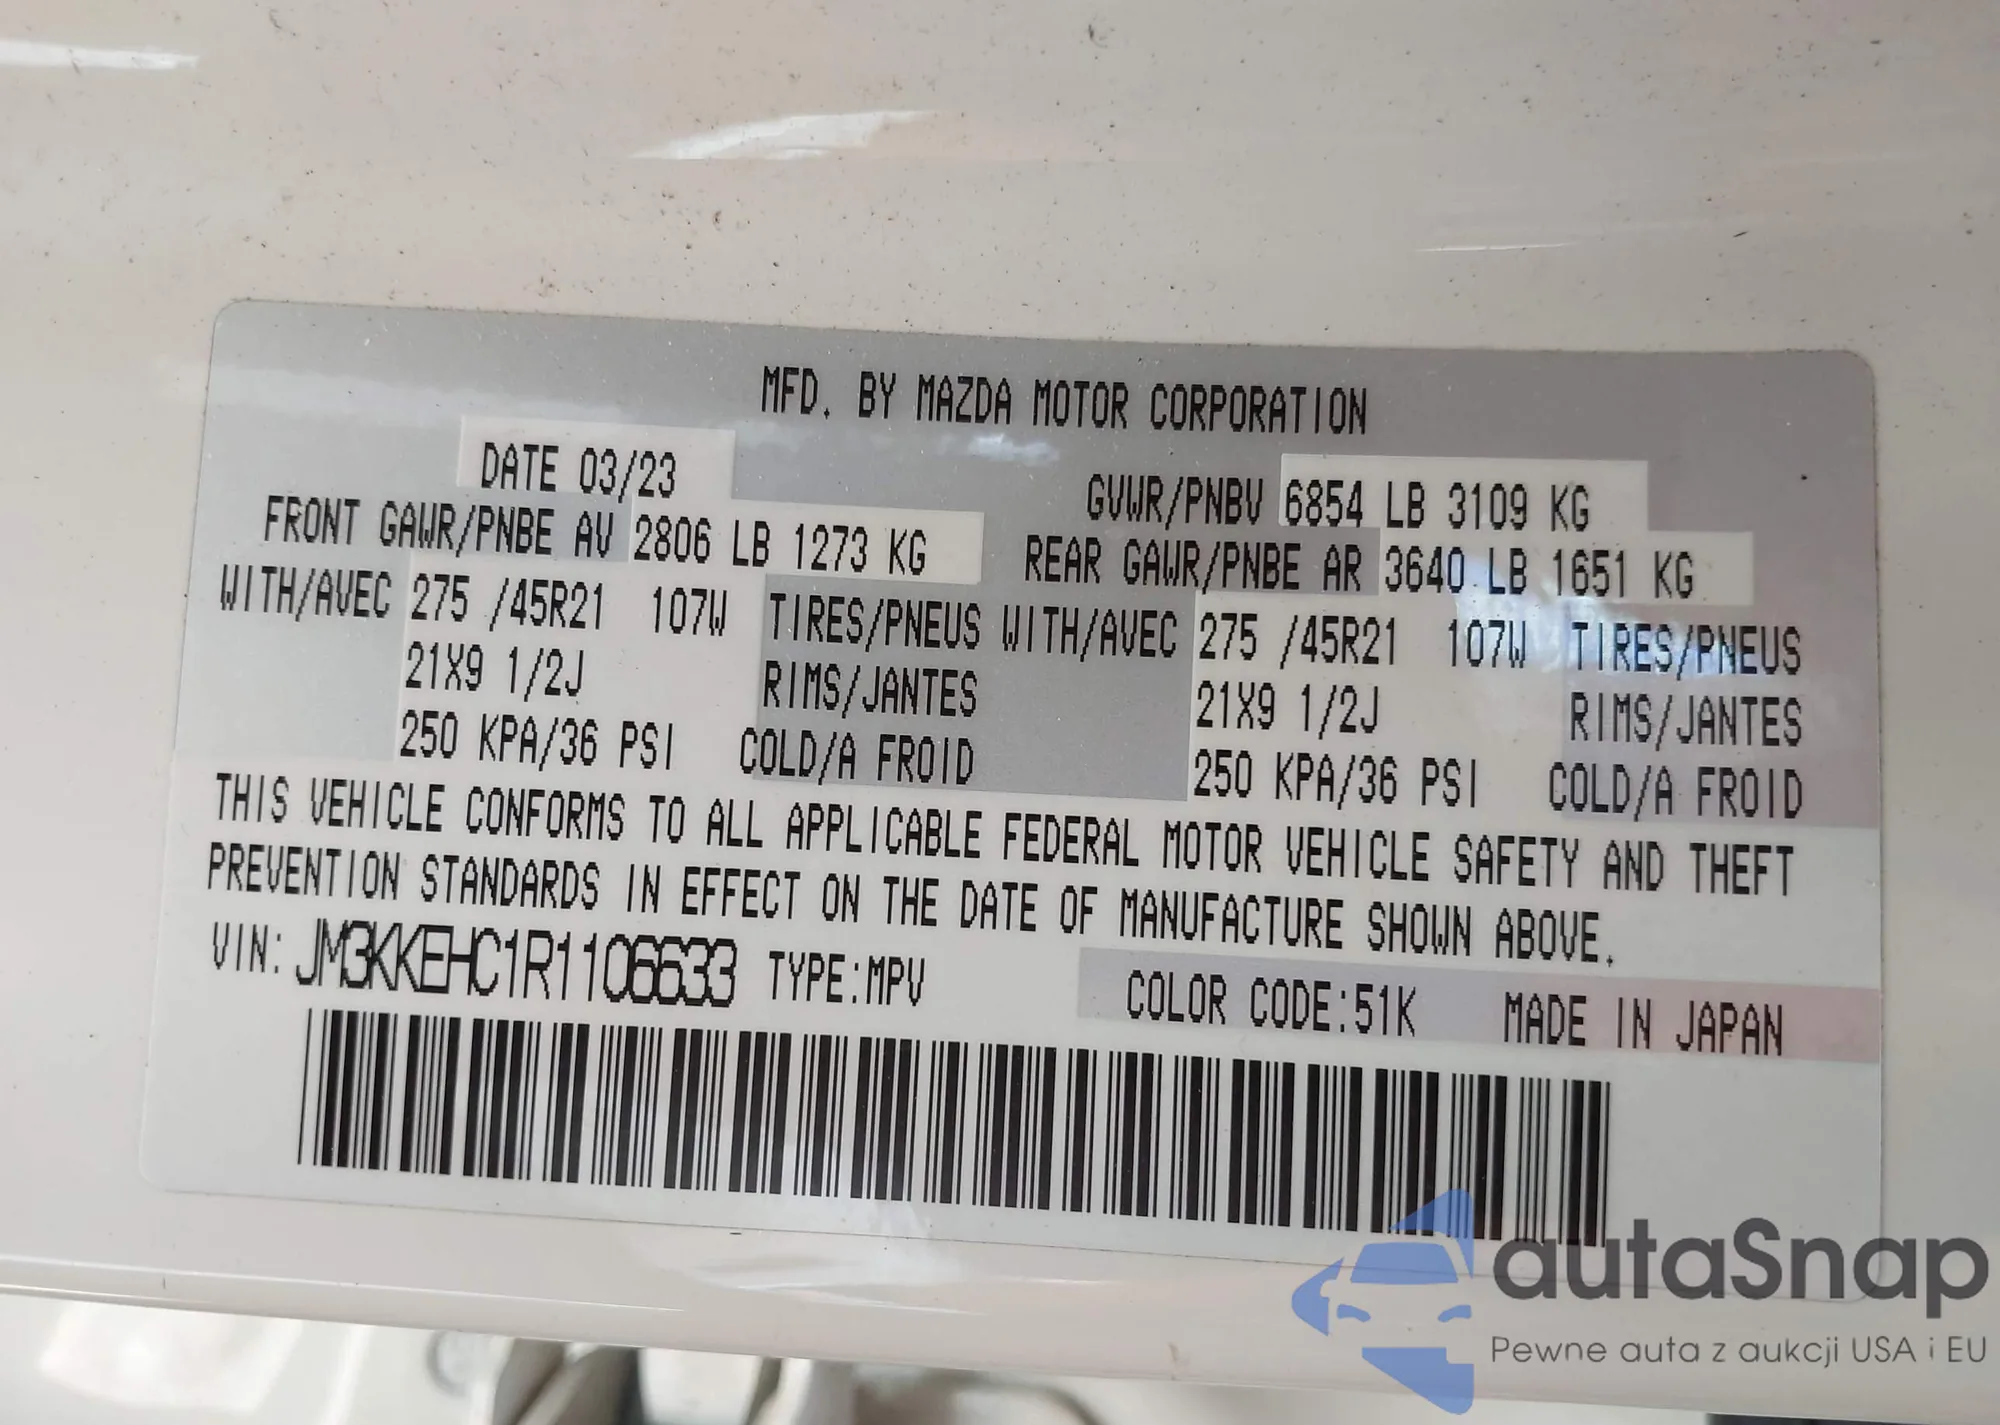 MFD. BY MAZDA MOTOR CORPORATION
DATE 03/23 GVWR/PNBV 6854 LB 3109 KG
FRONT GAWR/PNBE AV 2806 LB 1273 KG REAR GAWR/PNBE AR 3640 LB 1651 KG
WITH/AVEC 275 /45R21 107W TIRES/PNEUS WITH/AVEC 275 /45R21 107W TIRES/PNEUS
21X9 1/2J RIMS/JANTES 21X9 1/2J RIMS/JANTES
250 KPA/36 PSI COLD/A FROID 250 KPA/36 PSI COLD/A FROID
THIS VEHICLE CONFORMS TO ALL APPLICABLE FEDERAL MOTOR VEHICLE SAFETY AND THEFT
PREVENTION STANDARDS IN EFFECT ON THE DATE OF MANUFACTURE SHOWN ABOVE.
VIN: JM3KKEHC1R1106633 TYPE:MPV COLOR CODE:51K MADE IN JAPAN
autaSnap
Pewne auta z aukcji USA i EU